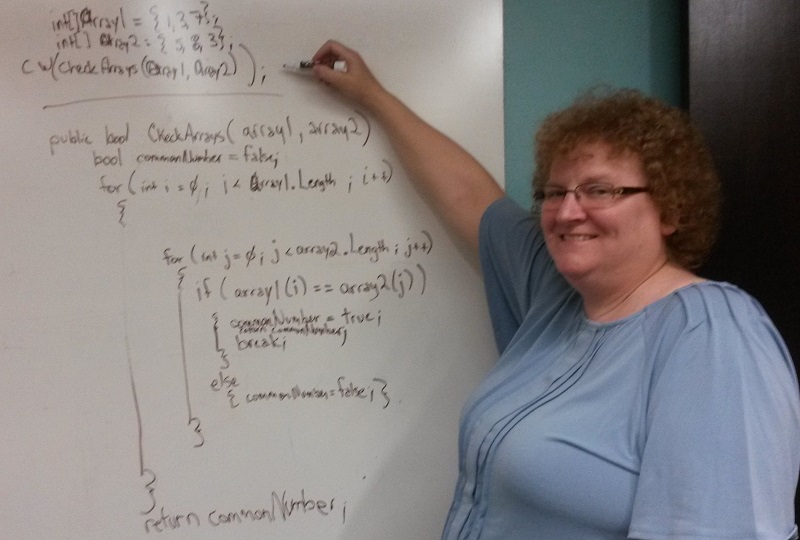 int[] array1 = {1, 3, 7};
int[] array2 = {5, 8, 3};
CW(CheckArrays(array1, array2));
public bool CheckArrays(array1, array2)
bool commonNumber = false;
for (int i = 0; i < array1.Length; i++)
{
for (int j = 0; j < array2.Length; j++)
{
if (array1(i) == array2(j))
{ commonNumber = true;
return commonNumber;
break;
}
else
{ commonNumber = false; }
}
}
return commonNumber;